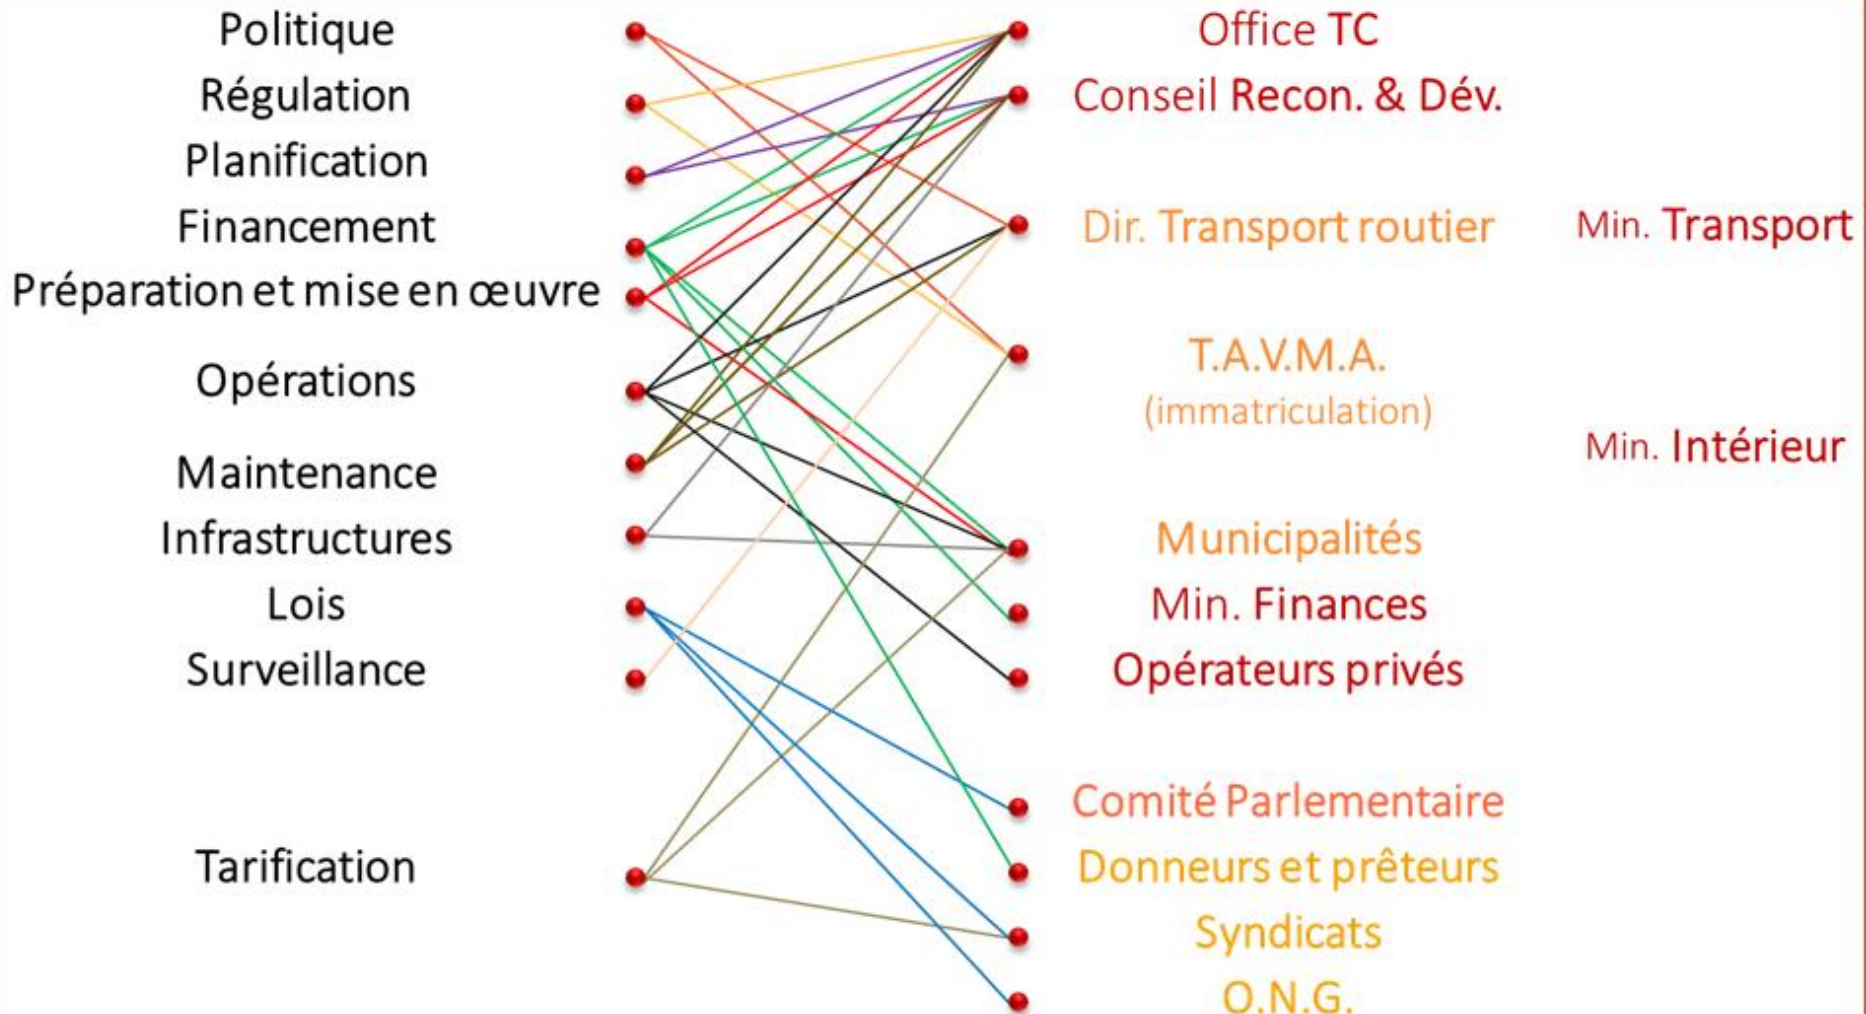 Politique
Régulation
Planification
Financement
Préparation et mise en œuvre
Opérations
Maintenance
Infrastructures
Lois
Surveillance
Tarification
Office TC
Conseil Recon. & Dév.
Dir. Transport routier
T.A.V.M.A.
(immatriculation)
Municipalités
Min. Finances
Opérateurs privés
Comité Parlementaire
Donneurs et prêteurs
Syndicats
O.N.G.
Min. Transport
Min. Intérieur